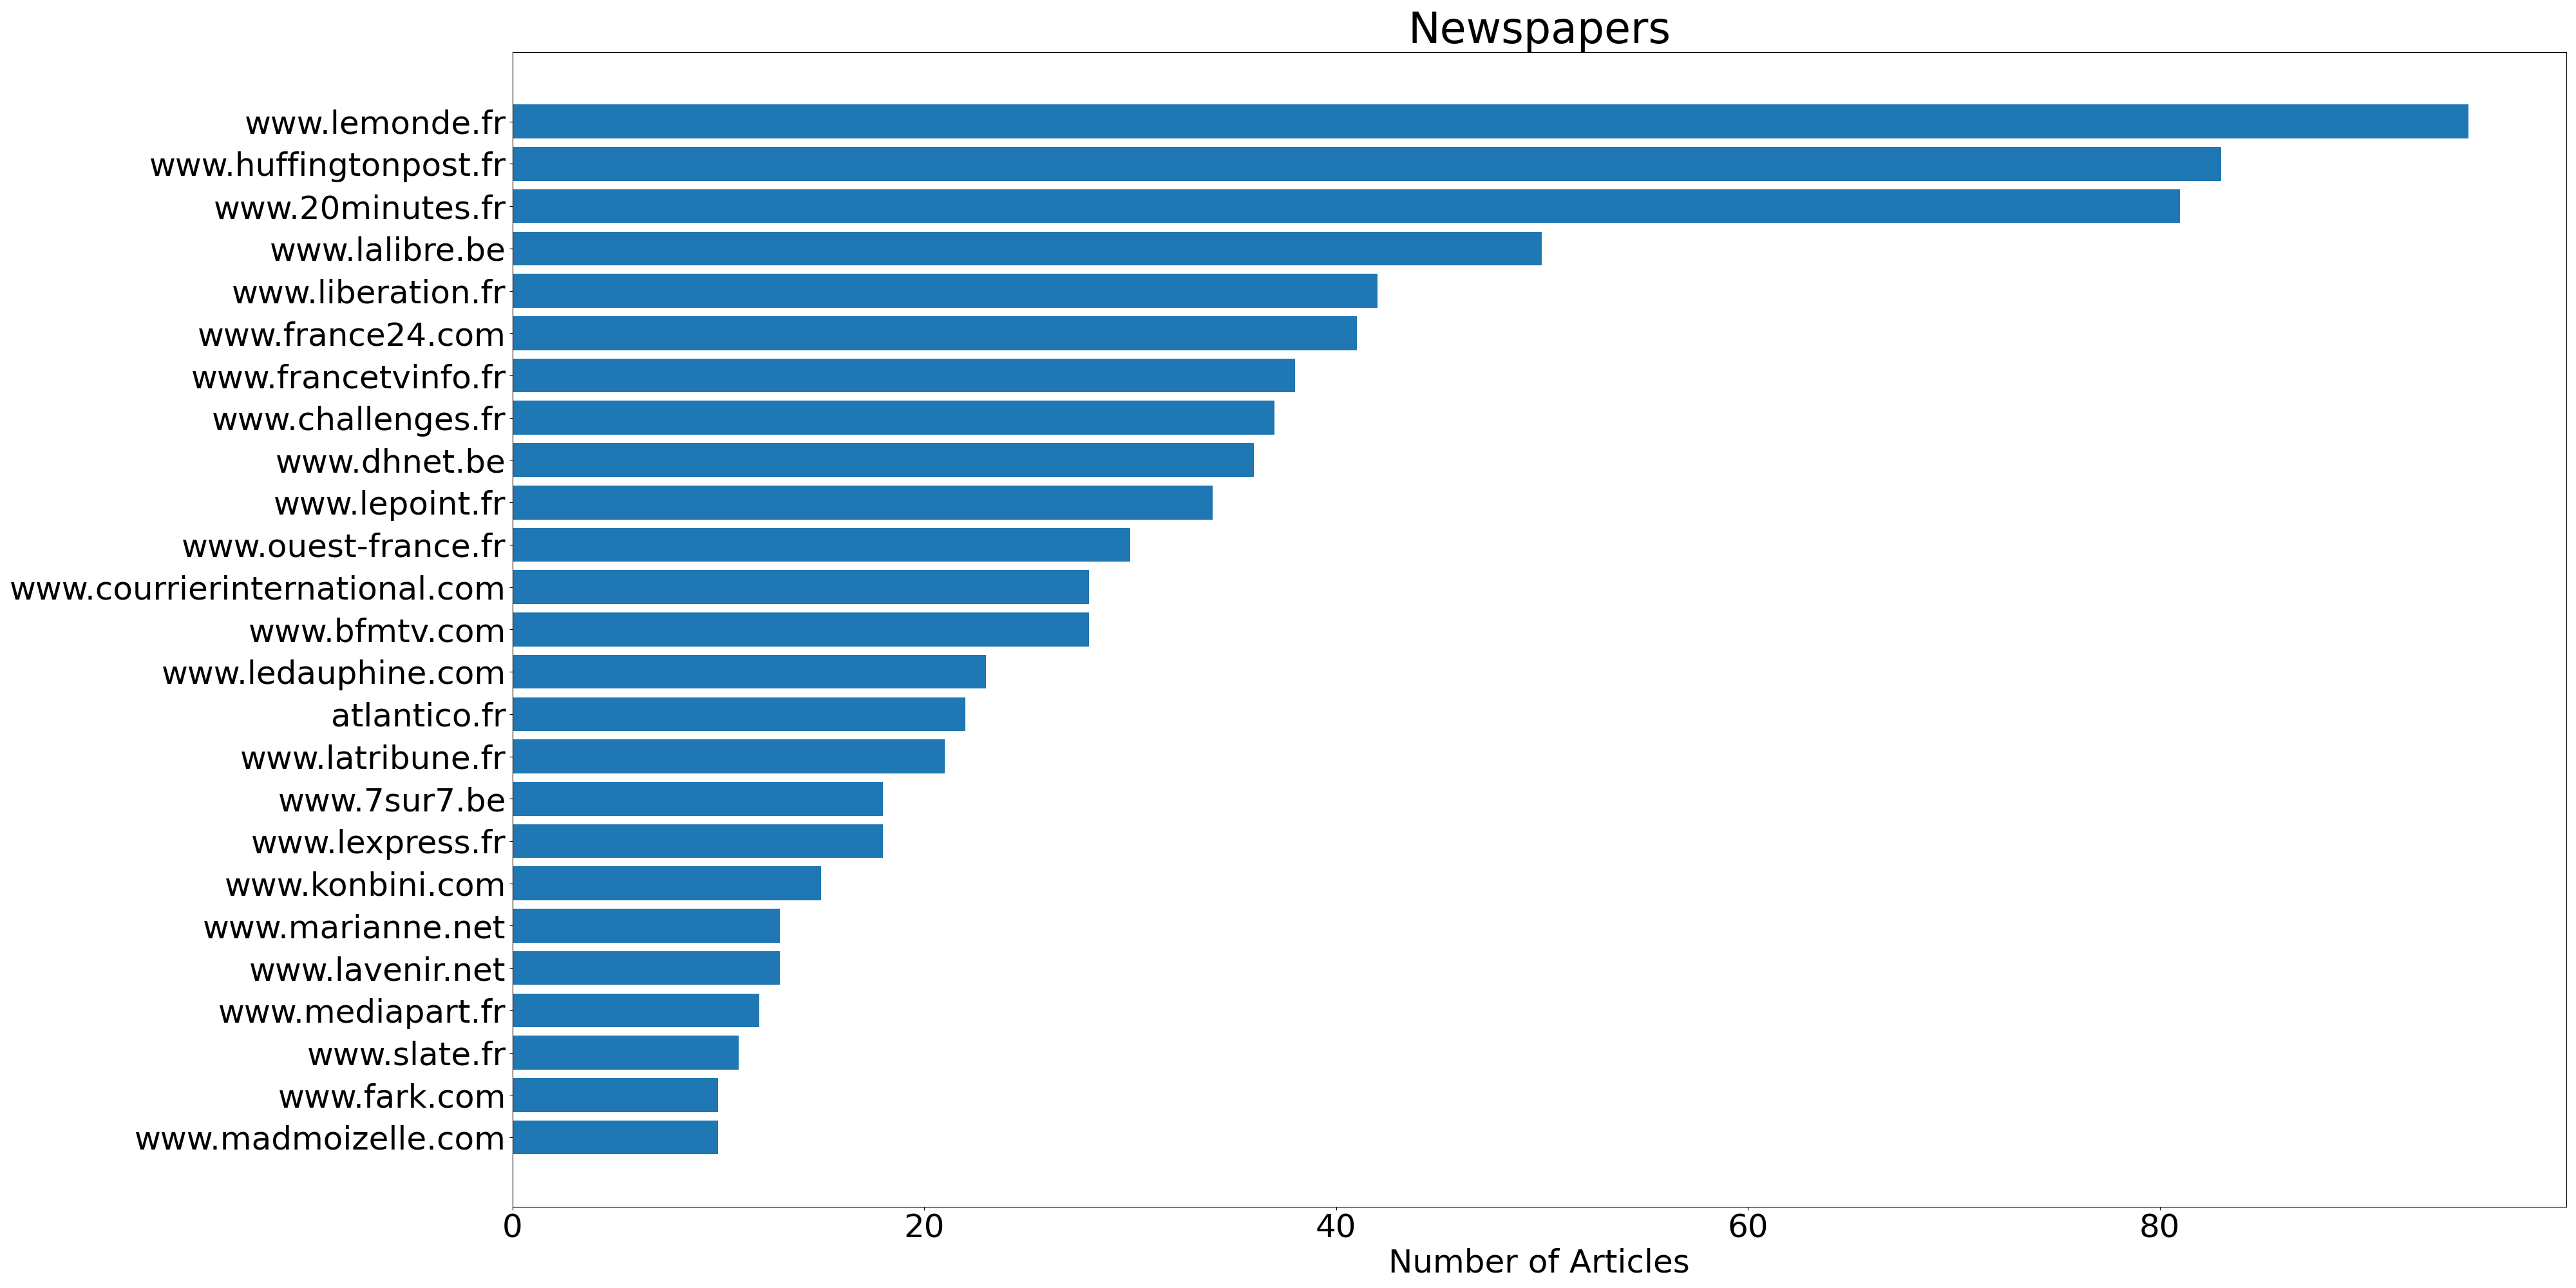 Newspapers
www.lemonde.fr
www.huffingtonpost.fr
www.20minutes.fr
www.lalibre.be
www.liberation.fr
www.france24.com
www.francetvinfo.fr
www.challenges.fr
www.dhnet.be
www.lepoint.fr
www.ouest-france.fr
www.courrierinternational.com
www.bfmtv.com
www.ledauphine.com
atlantico.fr
www.latribune.fr
www.7sur7.be
www.lexpress.fr
www.konbini.com
www.marianne.net
www.lavenir.net
www.mediapart.fr
www.slate.fr
www.fark.com
www.madmoizelle.com
0 20 40 60 80
Number of Articles